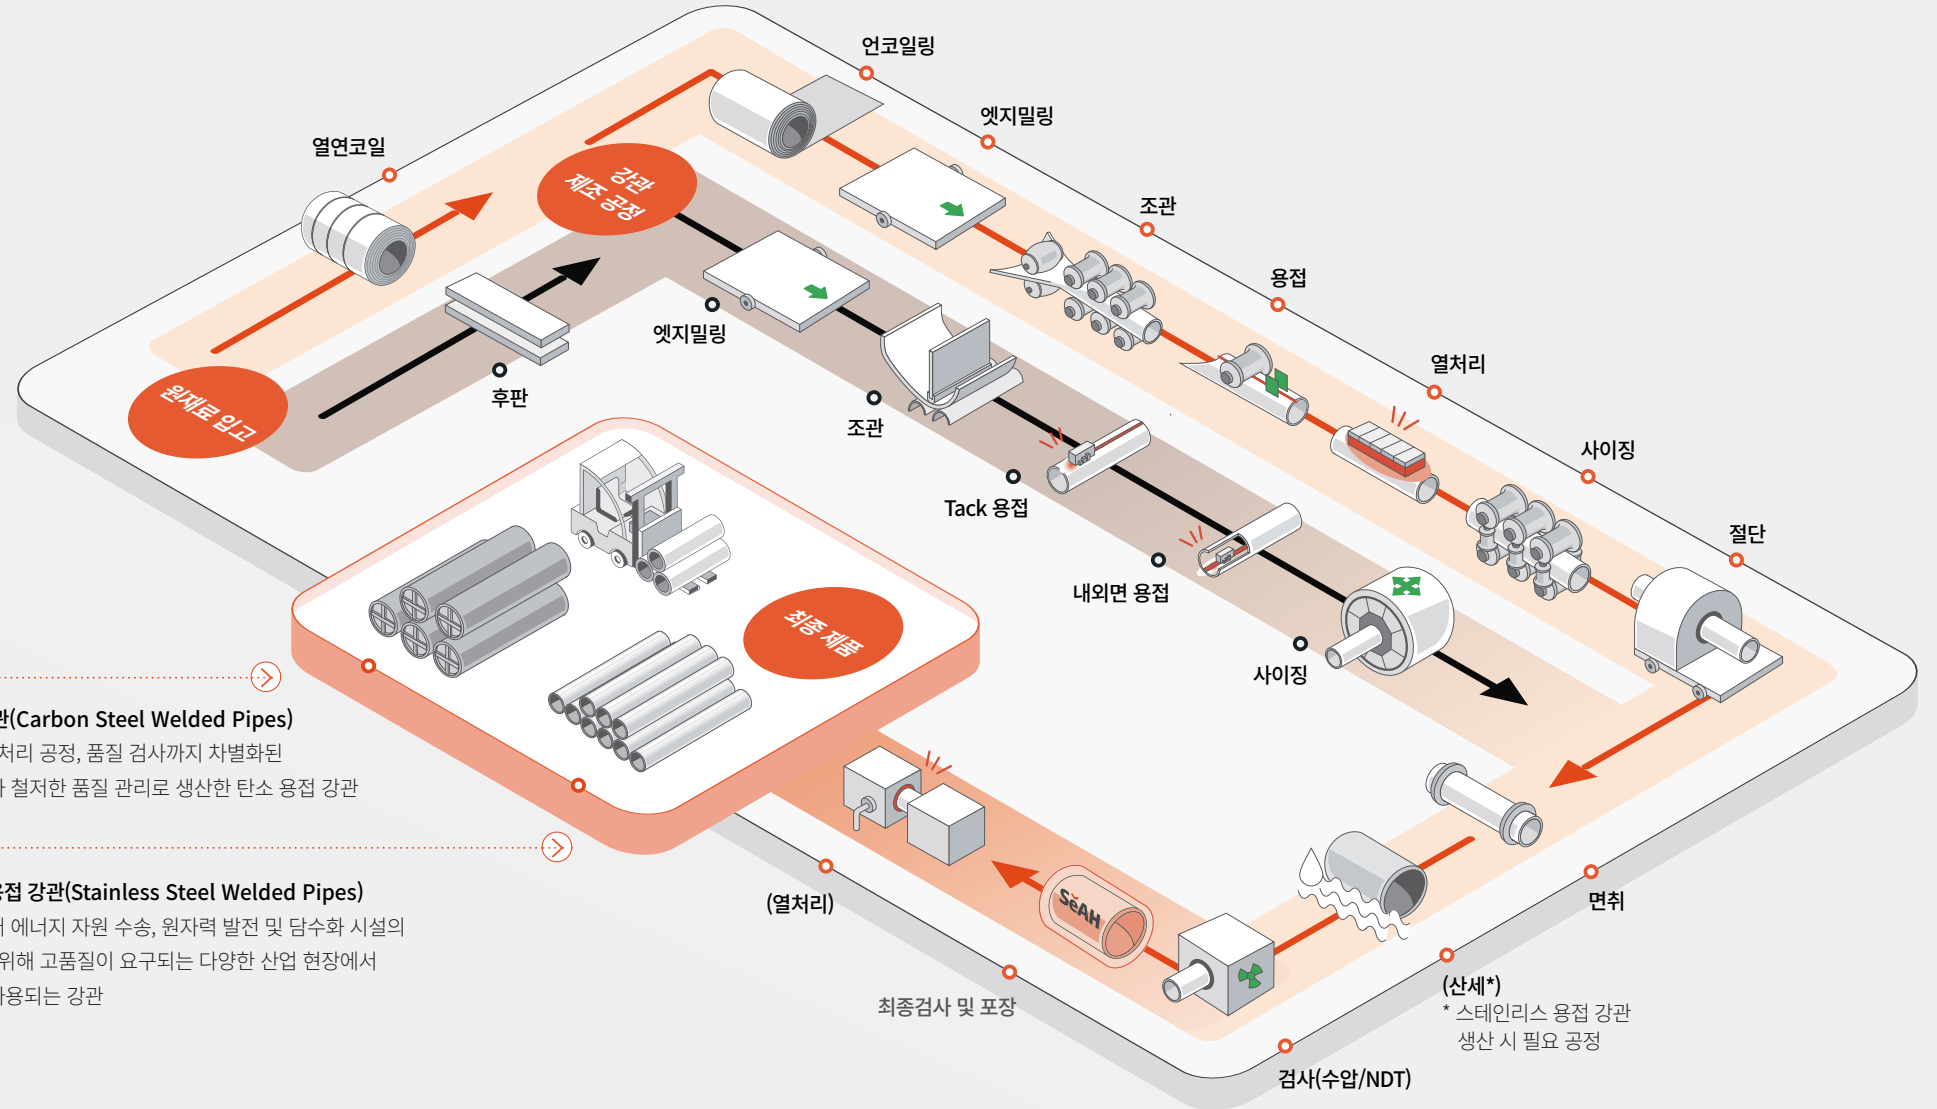 언코일링
엣지밀링
열연코일
강관
제조 공정
조관
용접
엣지밀링
열처리
후판
원재료 입고
조관
사이징
Tack 용접
절단
내외면 용접
최종 제품
사이징
관(Carbon Steel Welded Pipes)
처리 공정, 품질 검사까지 차별화된
철저한 품질 관리로 생산한 탄소 용접 강관
용접 강관(Stainless Steel Welded Pipes)
에너지 자원 수송, 원자력 발전 및 담수화 시설의
위해 고품질이 요구되는 다양한 산업 현장에서
사용되는 강관
(열처리)
SeAH
면취
최종검사 및 포장
(산세*)
* 스테인리스 용접 강관
생산 시 필요 공정
검사(수압/NDT)